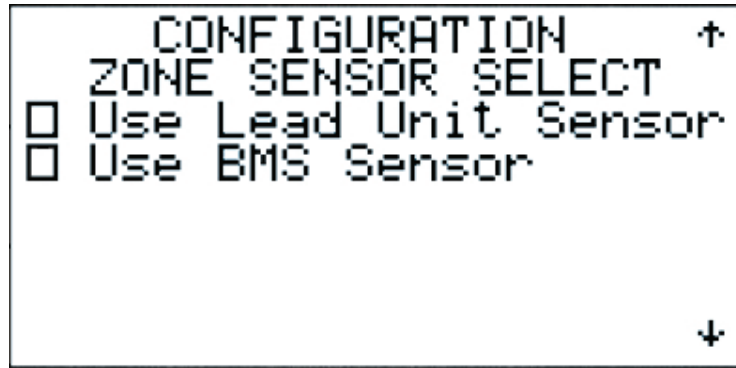 CONFIGURATION ↑
ZONE SENSOR SELECT
□ Use Lead Unit Sensor
□ Use BMS Sensor
↓